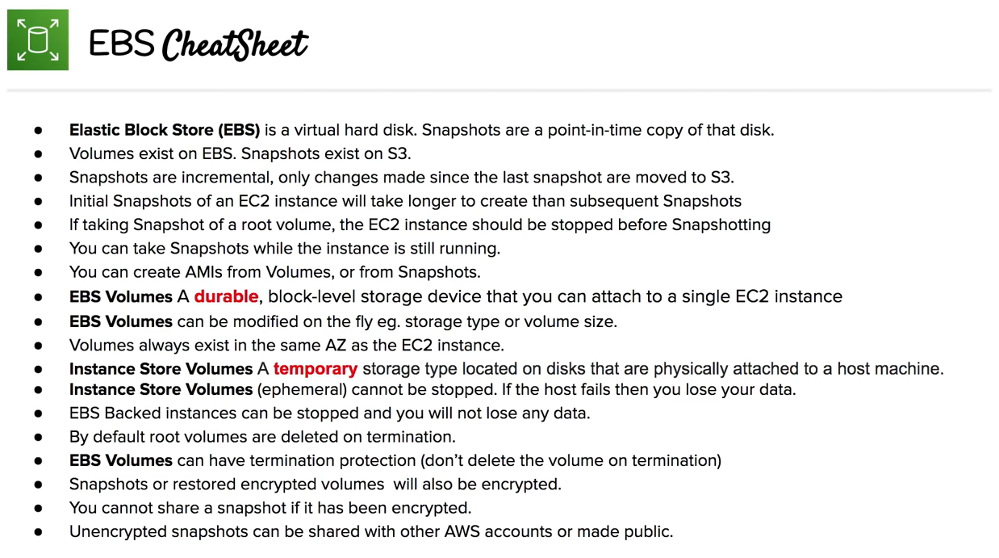 EBS CheatSheet
● Elastic Block Store (EBS) is a virtual hard disk. Snapshots are a point-in-time copy of that disk.
● Volumes exist on EBS. Snapshots exist on S3.
● Snapshots are incremental, only changes made since the last snapshot are moved to S3.
● Initial Snapshots of an EC2 instance will take longer to create than subsequent Snapshots
● If taking Snapshot of a root volume, the EC2 instance should be stopped before Snapshotting
● You can take Snapshots while the instance is still running.
● You can create AMIs from Volumes, or from Snapshots.
● EBS Volumes A durable, block-level storage device that you can attach to a single EC2 instance
● EBS Volumes can be modified on the fly eg. storage type or volume size.
● Volumes always exist in the same AZ as the EC2 instance.
● Instance Store Volumes A temporary storage type located on disks that are physically attached to a host machine.
● Instance Store Volumes (ephemeral) cannot be stopped. If the host fails then you lose your data.
● EBS Backed instances can be stopped and you will not lose any data.
● By default root volumes are deleted on termination.
● EBS Volumes can have termination protection (don’t delete the volume on termination)
● Snapshots or restored encrypted volumes  will also be encrypted.
● You cannot share a snapshot if it has been encrypted.
● Unencrypted snapshots can be shared with other AWS accounts or made public.